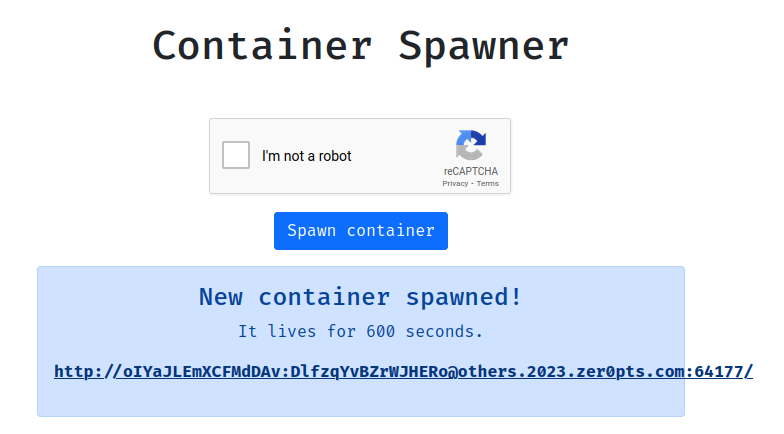 Container Spawner
I'm not a robot
reCAPTCHA
Privacy - Terms
Spawn container
New container spawned!
It lives for 600 seconds.
http://oIYaJLEmXCFMdDAv:DlfzqYvBZrWJHERo@others.2023.zer0pts.com:64177/